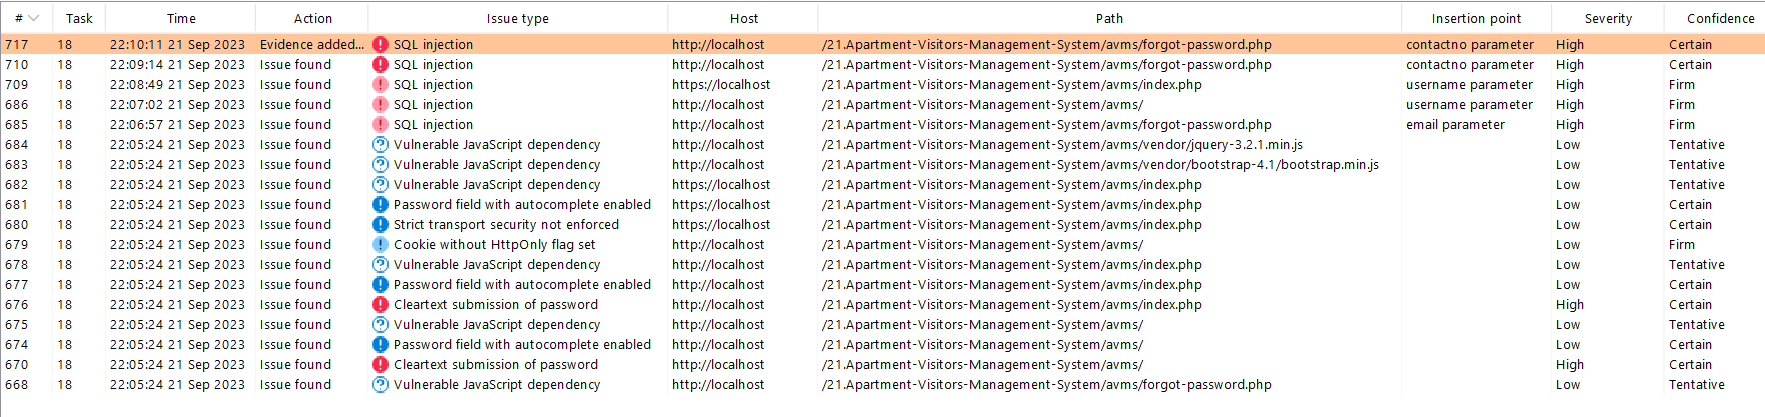 # Task Time Action Issue type Host Path Insertion point Severity Confidence
717 18 22:10:11 21 Sep 2023 Evidence added... SQL injection http://localhost /21.Apartment-Visitors-Management-System/avms/forgot-password.php contactno parameter High Certain
710 18 22:09:14 21 Sep 2023 Issue found SQL injection http://localhost /21.Apartment-Visitors-Management-System/avms/forgot-password.php contactno parameter High Certain
709 18 22:08:49 21 Sep 2023 Issue found SQL injection https://localhost /21.Apartment-Visitors-Management-System/avms/index.php username parameter High Firm
686 18 22:07:02 21 Sep 2023 Issue found SQL injection http://localhost /21.Apartment-Visitors-Management-System/avms/ username parameter High Firm
685 18 22:06:57 21 Sep 2023 Issue found SQL injection http://localhost /21.Apartment-Visitors-Management-System/avms/forgot-password.php email parameter High Firm
684 18 22:05:24 21 Sep 2023 Issue found Vulnerable JavaScript dependency http://localhost /21.Apartment-Visitors-Management-System/avms/vendor/jquery-3.2.1.min.js Low Tentative
683 18 22:05:24 21 Sep 2023 Issue found Vulnerable JavaScript dependency http://localhost /21.Apartment-Visitors-Management-System/avms/vendor/bootstrap-4.1/bootstrap.min.js Low Tentative
682 18 22:05:24 21 Sep 2023 Issue found Vulnerable JavaScript dependency https://localhost /21.Apartment-Visitors-Management-System/avms/index.php Low Tentative
681 18 22:05:24 21 Sep 2023 Issue found Password field with autocomplete enabled https://localhost /21.Apartment-Visitors-Management-System/avms/index.php Low Certain
680 18 22:05:24 21 Sep 2023 Issue found Strict transport security not enforced https://localhost /21.Apartment-Visitors-Management-System/avms/index.php Low Certain
679 18 22:05:24 21 Sep 2023 Issue found Cookie without HttpOnly flag set http://localhost /21.Apartment-Visitors-Management-System/avms/ Low Firm
678 18 22:05:24 21 Sep 2023 Issue found Vulnerable JavaScript dependency http://localhost /21.Apartment-Visitors-Management-System/avms/index.php Low Tentative
677 18 22:05:24 21 Sep 2023 Issue found Password field with autocomplete enabled http://localhost /21.Apartment-Visitors-Management-System/avms/index.php Low Certain
676 18 22:05:24 21 Sep 2023 Issue found Cleartext submission of password http://localhost /21.Apartment-Visitors-Management-System/avms/index.php High Certain
675 18 22:05:24 21 Sep 2023 Issue found Vulnerable JavaScript dependency http://localhost /21.Apartment-Visitors-Management-System/avms/ Low Tentative
674 18 22:05:24 21 Sep 2023 Issue found Password field with autocomplete enabled http://localhost /21.Apartment-Visitors-Management-System/avms/ Low Certain
670 18 22:05:24 21 Sep 2023 Issue found Cleartext submission of password http://localhost /21.Apartment-Visitors-Management-System/avms/ High Certain
668 18 22:05:24 21 Sep 2023 Issue found Vulnerable JavaScript dependency http://localhost /21.Apartment-Visitors-Management-System/avms/forgot-password.php Low Tentative